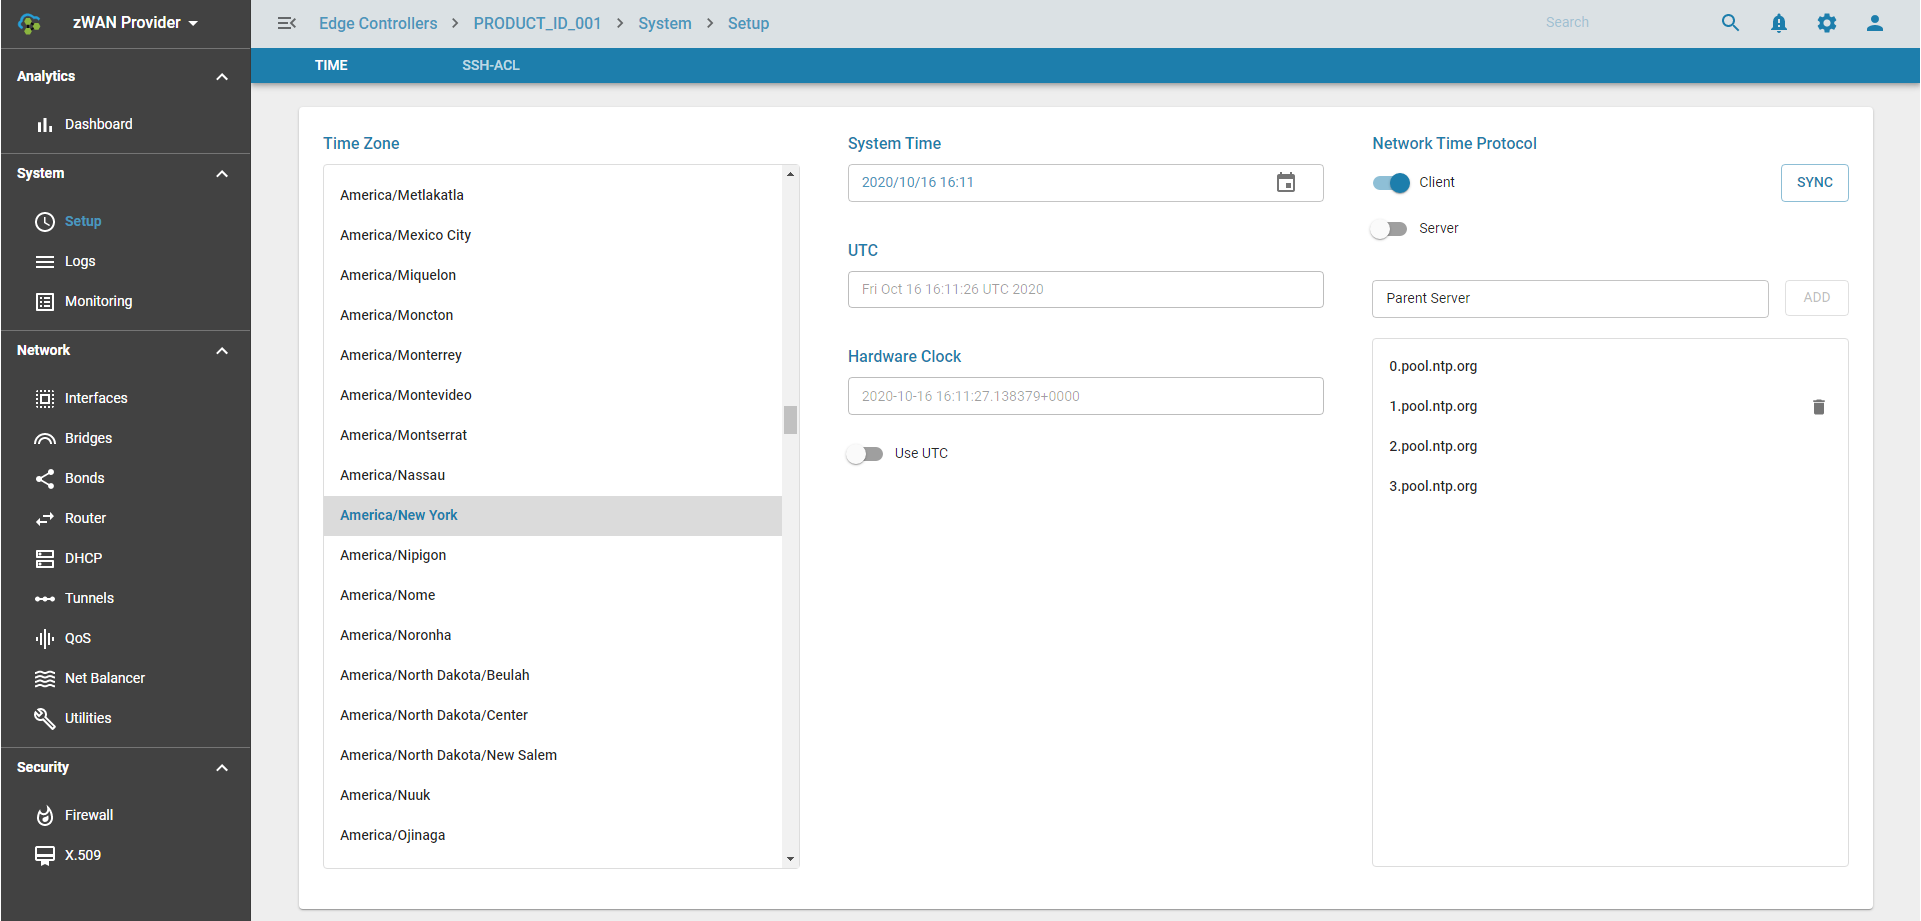 zWAN Provider
Analytics
Dashboard
System
Setup
Logs
Monitoring
Network
Interfaces
Bridges
Bonds
Router
DHCP
Tunnels
QoS
Net Balancer
Utilities
Security
Firewall
X.509
Edge Controllers > PRODUCT_ID_001 > System > Setup
Search
TIME SSH-ACL
Time Zone
America/Metlakatla
America/Mexico City
America/Miquelon
America/Moncton
America/Monterrey
America/Montevideo
America/Montserrat
America/Nassau
America/New York
America/Nipigon
America/Nome
America/Noronha
America/North Dakota/Beulah
America/North Dakota/Center
America/North Dakota/New Salem
America/Nuuk
America/Ojinaga
System Time
2020/10/16 16:11
UTC
Fri Oct 16 16:11:26 UTC 2020
Hardware Clock
2020-10-16 16:11:27.138379+0000
Use UTC
Network Time Protocol
Client
SYNC
Server
Parent Server
ADD
0.pool.ntp.org
1.pool.ntp.org
2.pool.ntp.org
3.pool.ntp.org